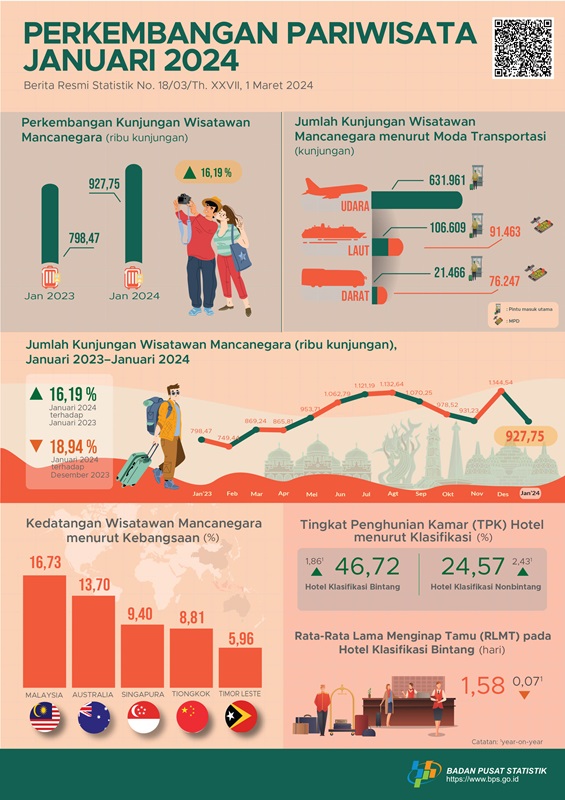 PERKEMBANGAN PARIWISATA
JANUARI 2024
Berita Resmi Statistik No. 18/03/Th. XXVII, 1 Maret 2024
Perkembangan Kunjungan Wisatawan
Mancanegara (ribu kunjungan)
16,19 %
927,75
798,47
Jan 2023
Jan 2024
Jumlah Kunjungan Wisatawan
Mancanegara menurut Moda Transportasi
(kunjungan)
UDARA
631.961
LAUT
106.609
91.463
DARAT
21.466
76.247
: Pintu masuk utama
: MPD
Jumlah Kunjungan Wisatawan Mancanegara (ribu kunjungan),
Januari 2023–Januari 2024
16,19 %
Januari 2024
terhadap
Januari 2023
18,94 %
Januari 2024
terhadap
Desember 2023
798,47
749,48
869,24
865,81
953,71
1.062,79
1.121,19
1.132,64
1.070,25
978,52
931,23
1.144,54
927,75
Jan'23
Feb
Mar
Apr
Mei
Jun
Jul
Agt
Sep
Okt
Nov
Des
Jan'24
Kedatangan Wisatawan Mancanegara
menurut Kebangsaan (%)
16,73
13,70
9,40
8,81
5,96
MALAYSIA
AUSTRALIA
SINGAPURA
TIONGKOK
TIMOR LESTE
Tingkat Penghunian Kamar (TPK) Hotel
menurut Klasifikasi (%)
1,86¹
46,72
Hotel Klasifikasi Bintang
24,57
2,43¹
Hotel Klasifikasi Nonbintang
Rata-Rata Lama Menginap Tamu (RLMT) pada
Hotel Klasifikasi Bintang (hari)
1,58
0,07¹
Catatan: ¹year-on-year
BADAN PUSAT STATISTIK
https://www.bps.go.id